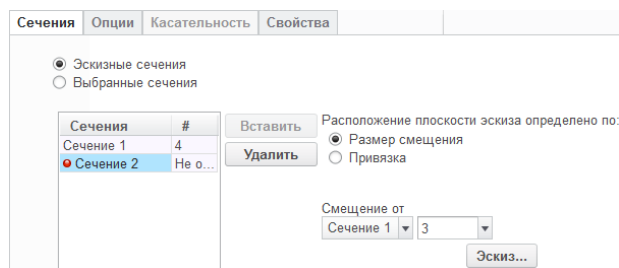 Сечения Опции Касательность Свойства
Эскизные сечения
Выбранные сечения
Сечения # Вставить Расположение плоскости эскиза определено по:
Сечение 1 4 Размер смещения
Сечение 2 Не о... Удалить Привязка
Смещение от
Сечение 1 3
Эскиз...